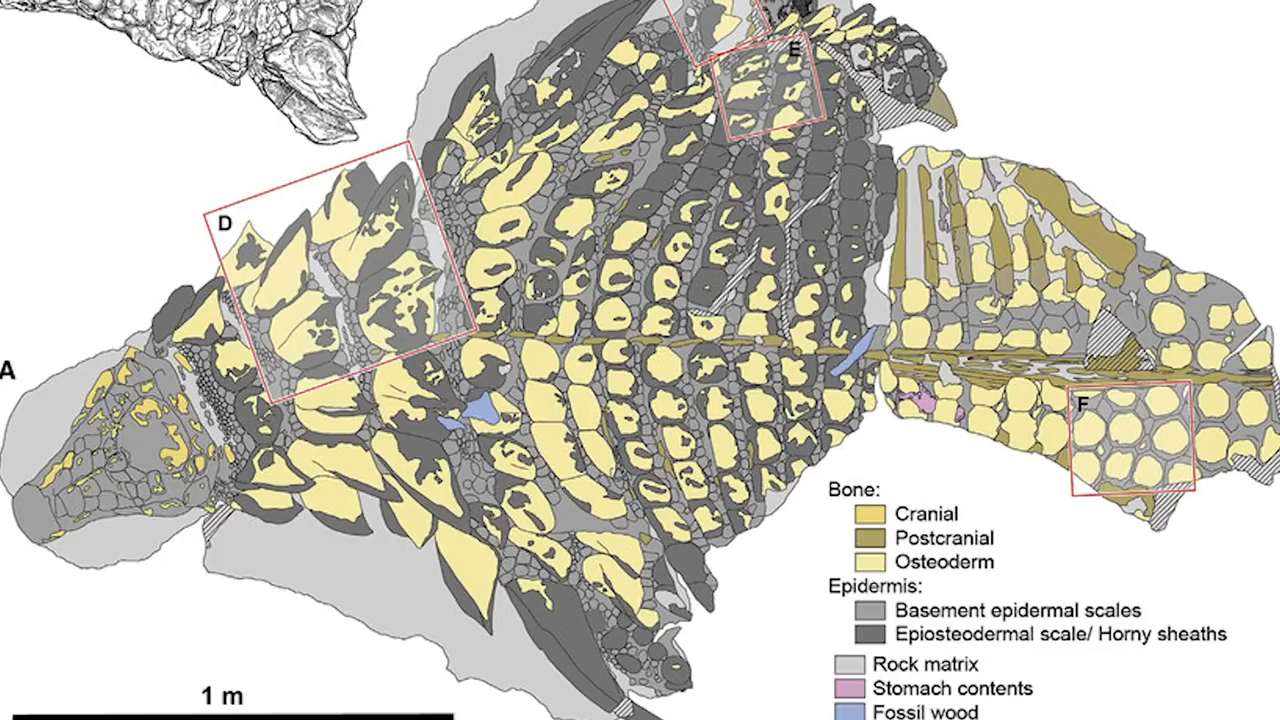 E
D
A
F
Bone:
Cranial
Postcranial
Osteoderm
Epidermis:
Basement epidermal scales
Epiosteodermal scale/ Horny sheaths
Rock matrix
Stomach contents
Fossil wood
1 m